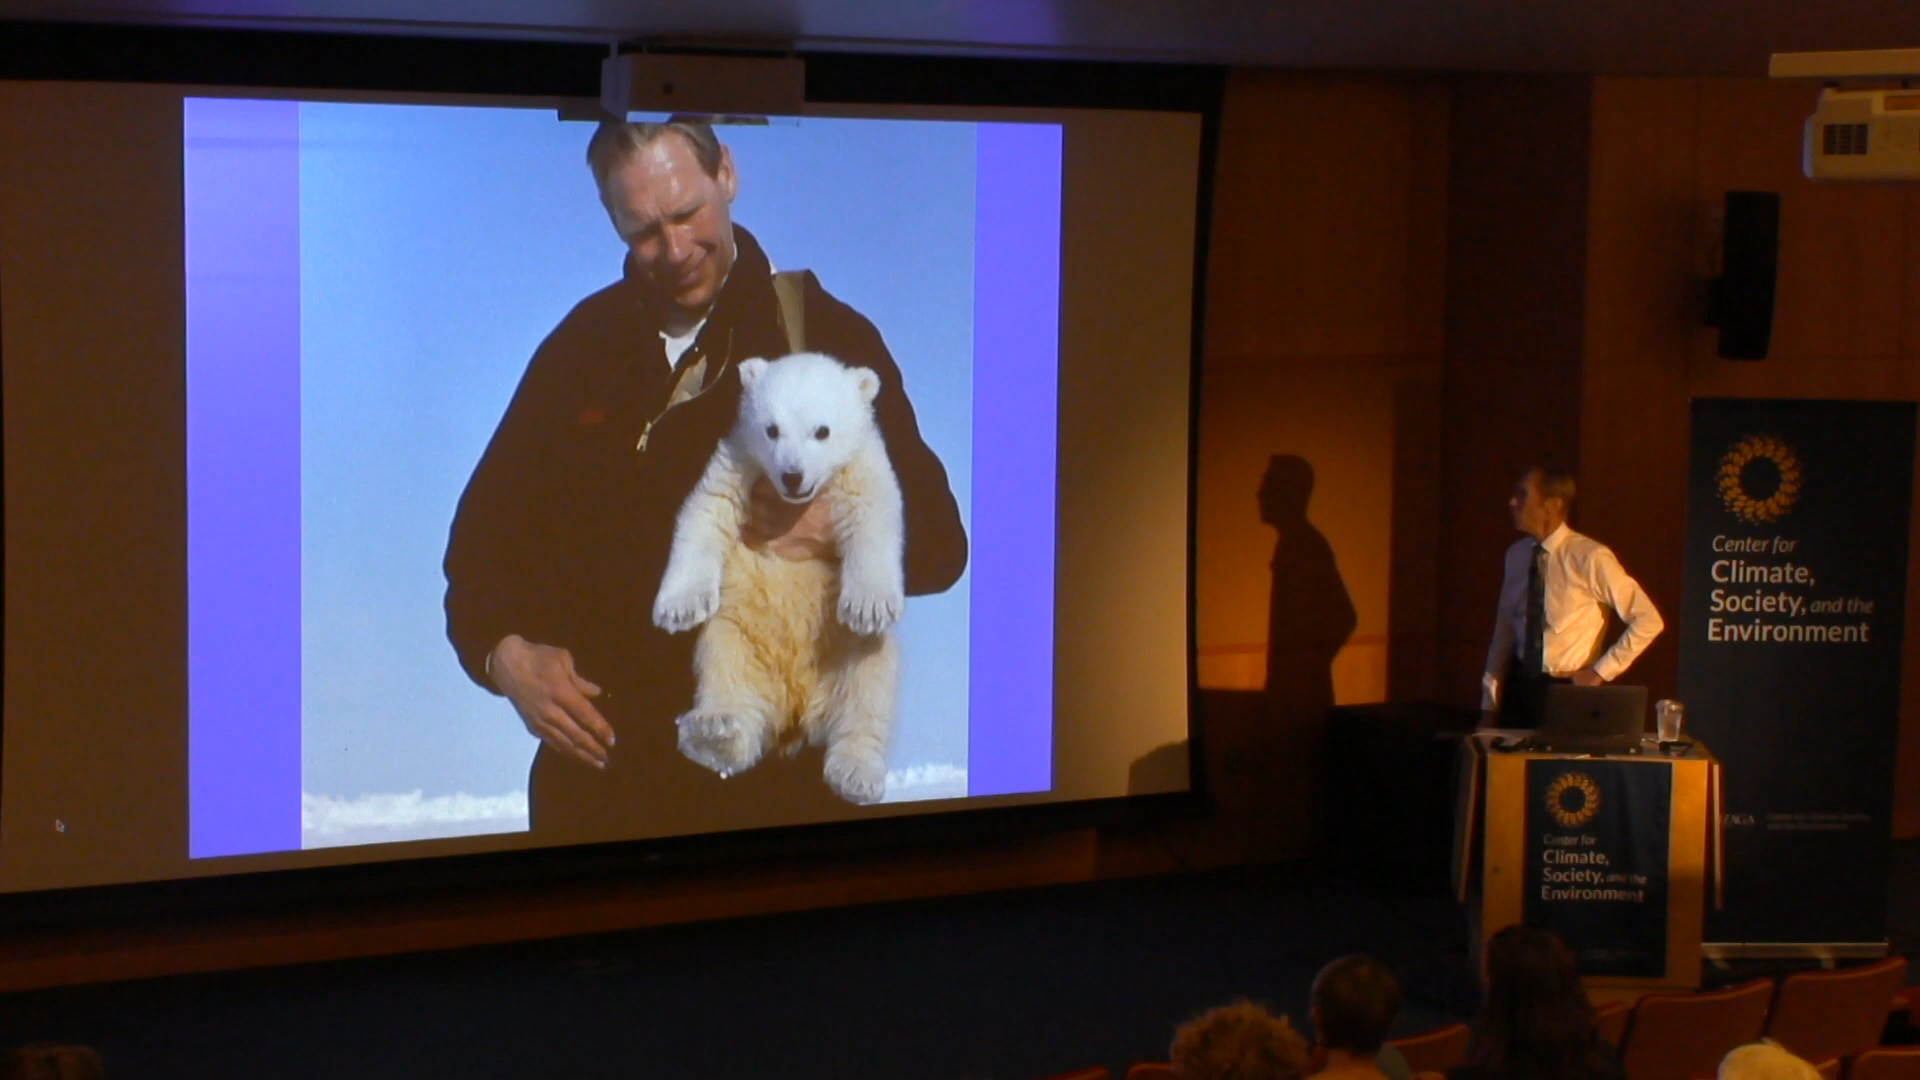 Center for
Climate,
Society, and the
Environment
Center for
Climate,
Society, and the
Environment